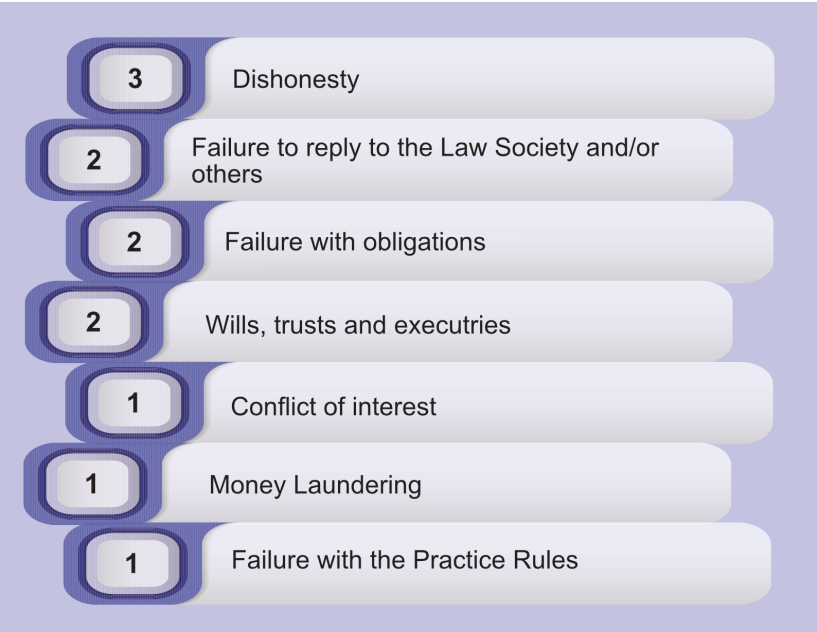 3
Dishonesty
2
Failure to reply to the Law Society and/or
others
2
Failure with obligations
2
Wills, trusts and executries
1
Conflict of interest
1
Money Laundering
1
Failure with the Practice Rules